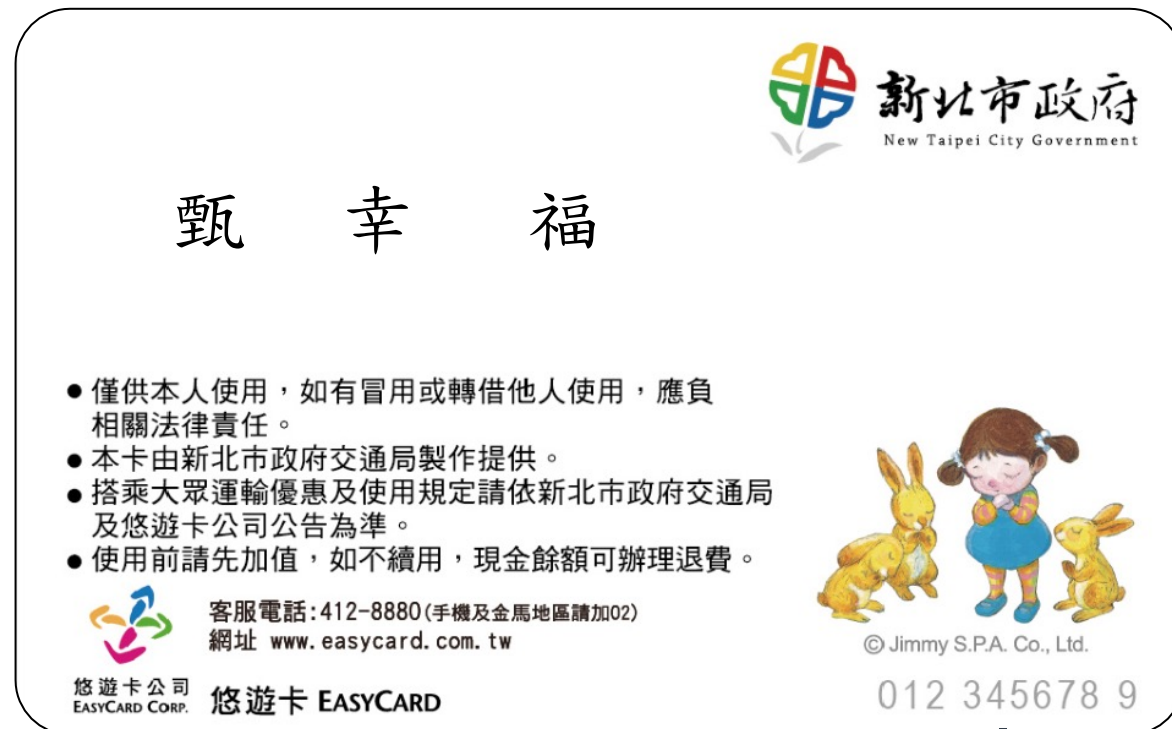 新北市政府
New Taipei City Government
甄 幸 福
● 僅供本人使用，如有冒用或轉借他人使用，應負
相關法律責任。
● 本卡由新北市政府交通局製作提供。
● 搭乘大眾運輸優惠及使用規定請依新北市政府交通局
及悠遊卡公司公告為準。
● 使用前請先加值，如不續用，現金餘額可辦理退費。
客服電話:412-8880(手機及金馬地區請加02)
網址 www.easycard.com.tw
© Jimmy S.P.A. Co., Ltd.
悠遊卡公司
EASYCARD CORP.
悠遊卡 EASYCARD
012 345678 9